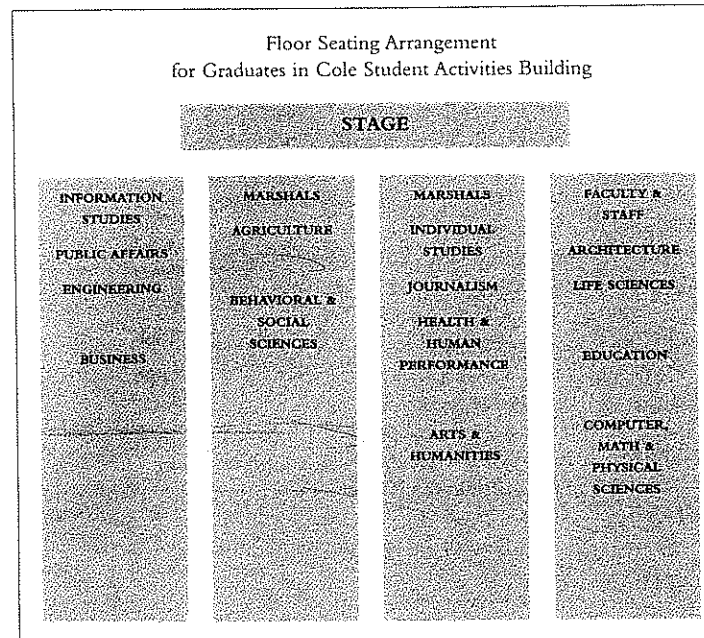 Floor Seating Arrangement
for Graduates in Cole Student Activities Building
STAGE
INFORMATION
STUDIES
PUBLIC AFFAIRS
ENGINEERING
BUSINESS
MARSHALS
AGRICULTURE
BEHAVIORAL &
SOCIAL
SCIENCES
MARSHALS
INDIVIDUAL
STUDIES
JOURNALISM
HEALTH &
HUMAN
PERFORMANCE
ARTS &
HUMANITIES
FACULTY &
STAFF
ARCHITECTURE
LIFE SCIENCES
EDUCATION
COMPUTER,
MATH &
PHYSICAL
SCIENCES